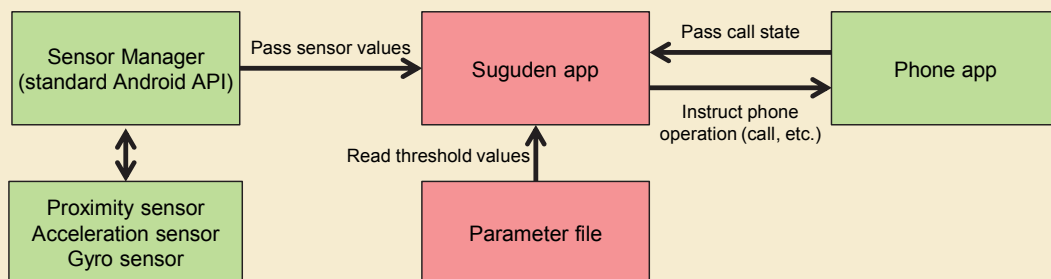 Sensor Manager
(standard Android API)
Pass sensor values
Suguden app
Pass call state
Phone app
Instruct phone
operation (call, etc.)
Read threshold values
Proximity sensor
Acceleration sensor
Gyro sensor
Parameter file